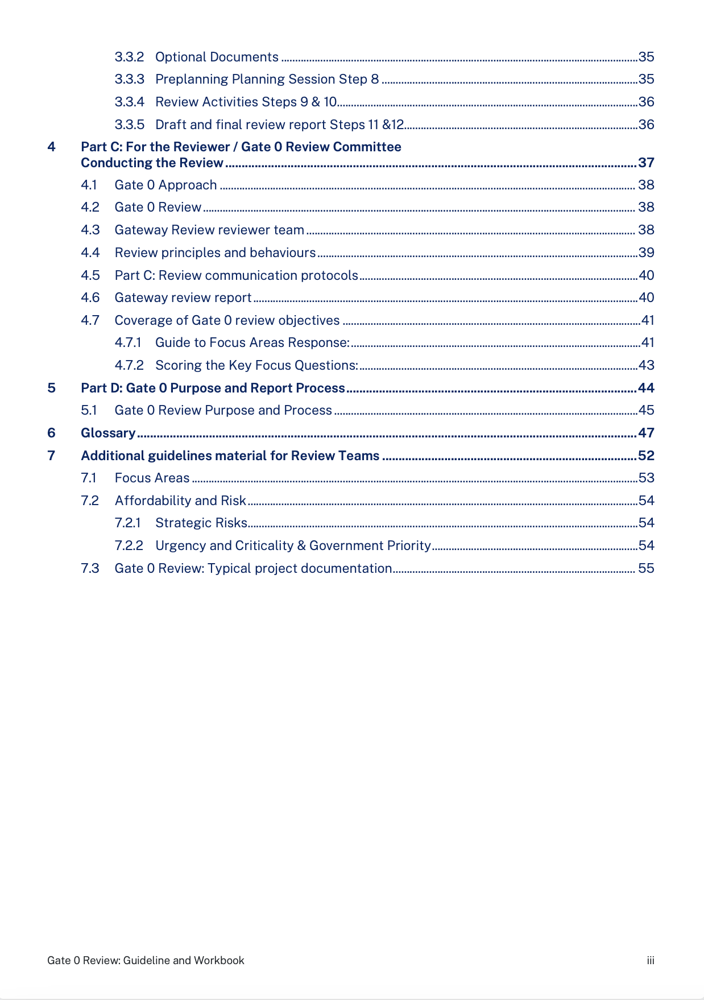 3.3.2 Optional Documents ........ 35
3.3.3 Preplanning Planning Session Step 8 ........ 35
3.3.4 Review Activities Steps 9 & 10 ........ 36
3.3.5 Draft and final review report Steps 11 &12 ........ 36
4 Part C: For the Reviewer / Gate 0 Review Committee
Conducting the Review ........ 37
4.1 Gate 0 Approach ........ 38
4.2 Gate 0 Review ........ 38
4.3 Gateway Review reviewer team ........ 38
4.4 Review principles and behaviours ........ 39
4.5 Part C: Review communication protocols ........ 40
4.6 Gateway review report ........ 40
4.7 Coverage of Gate 0 review objectives ........ 41
4.7.1 Guide to Focus Areas Response: ........ 41
4.7.2 Scoring the Key Focus Questions: ........ 43
5 Part D: Gate 0 Purpose and Report Process ........ 44
5.1 Gate 0 Review Purpose and Process ........ 45
6 Glossary ........ 47
7 Additional guidelines material for Review Teams ........ 52
7.1 Focus Areas ........ 53
7.2 Affordability and Risk ........ 54
7.2.1 Strategic Risks ........ 54
7.2.2 Urgency and Criticality & Government Priority ........ 54
7.3 Gate 0 Review: Typical project documentation ........ 55
Gate 0 Review: Guideline and Workbook iii